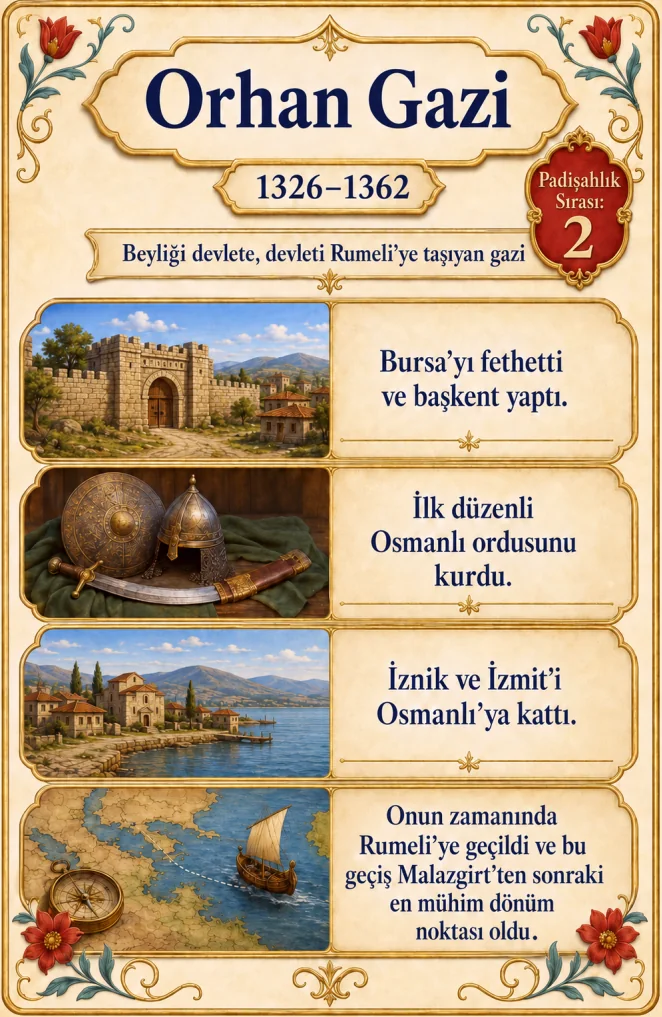 Orhan Gazi
1326–1362
Padişahlık
Sırası:
2
Beyliği devlete, devleti Rumeli’ye taşıyan gazi
Bursa’yı fethetti
ve başkent yaptı.
İlk düzenli
Osmanlı ordusunu
kurdu.
İznik ve İzmit’i
Osmanlı’ya kattı.
Onun zamanında
Rumeli’ye geçildi ve bu
geçiş Malazgirt’ten sonraki
en mühim dönüm
noktası oldu.